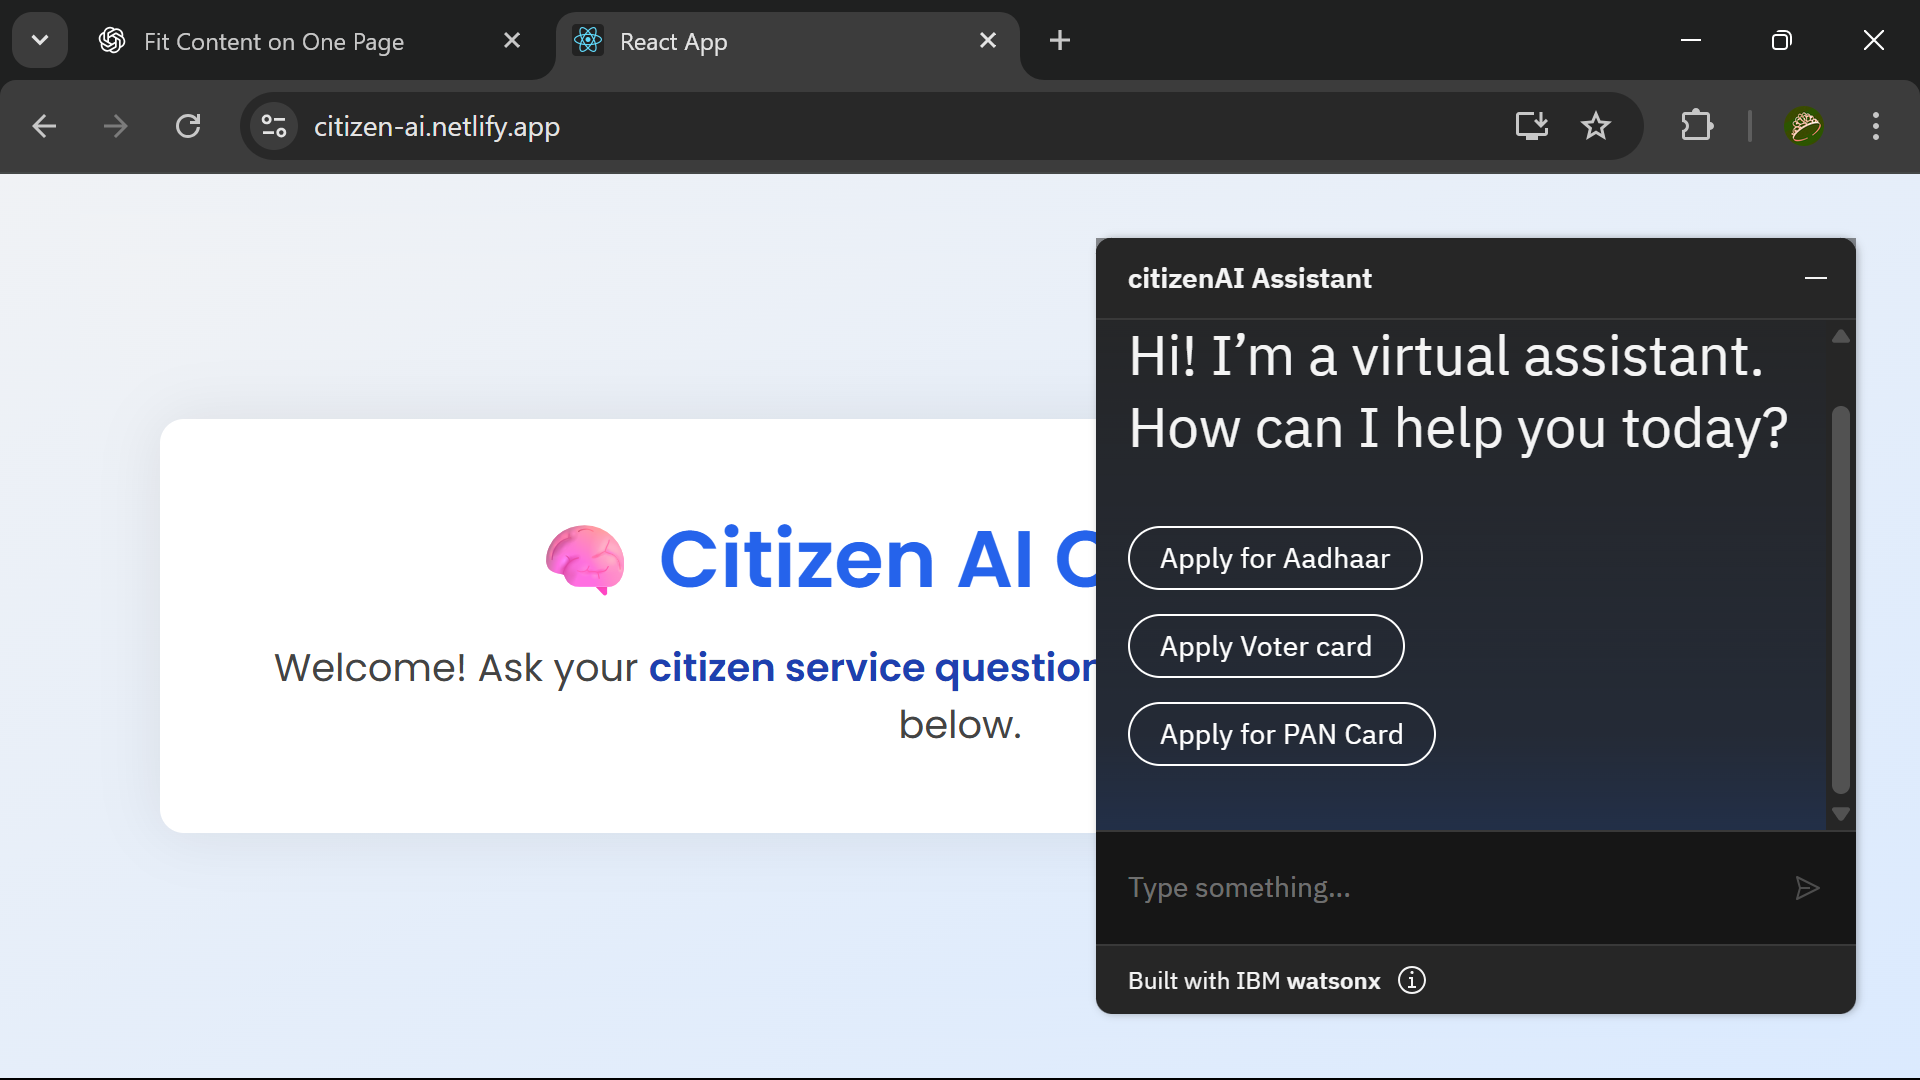 Fit Content on One Page
React App
citizen-ai.netlify.app
citizenAI Assistant
Hi! I’m a virtual assistant.
How can I help you today?
Apply for Aadhaar
Apply Voter card
Apply for PAN Card
Type something...
Built with IBM watsonx
Citizen AI
Welcome! Ask your citizen service question
below.